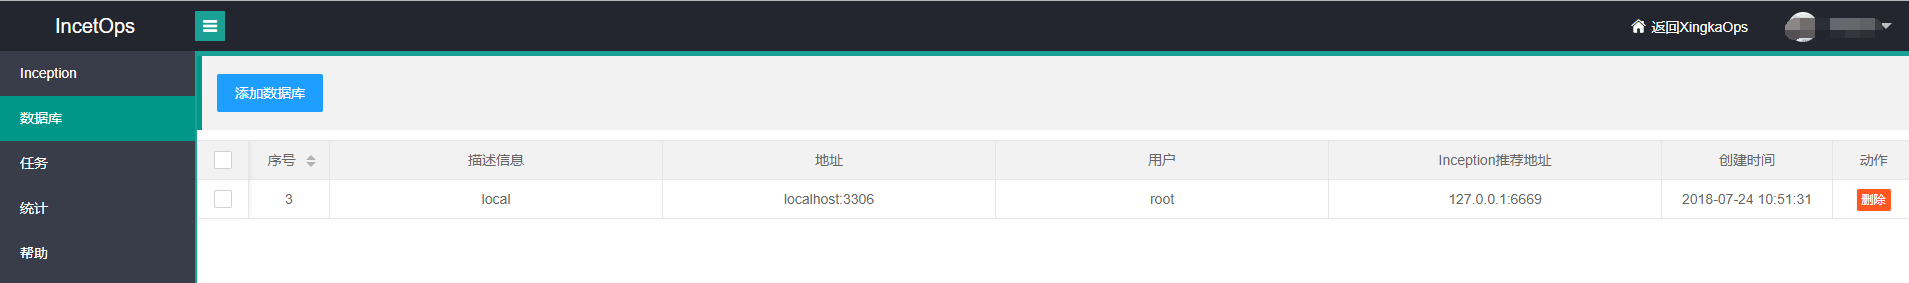 IncetOps
返回XingkaOps
Inception
数据库
任务
统计
帮助
添加数据库
序号 描述信息 地址 用户 Inception推荐地址 创建时间 动作
3 local localhost:3306 root 127.0.0.1:6669 2018-07-24 10:51:31 删除